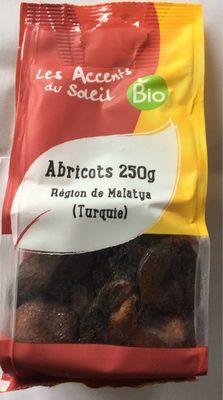 Les Accents
du Soleil
Bio
Abricots 250g
Région de Malatya
(Turquie)